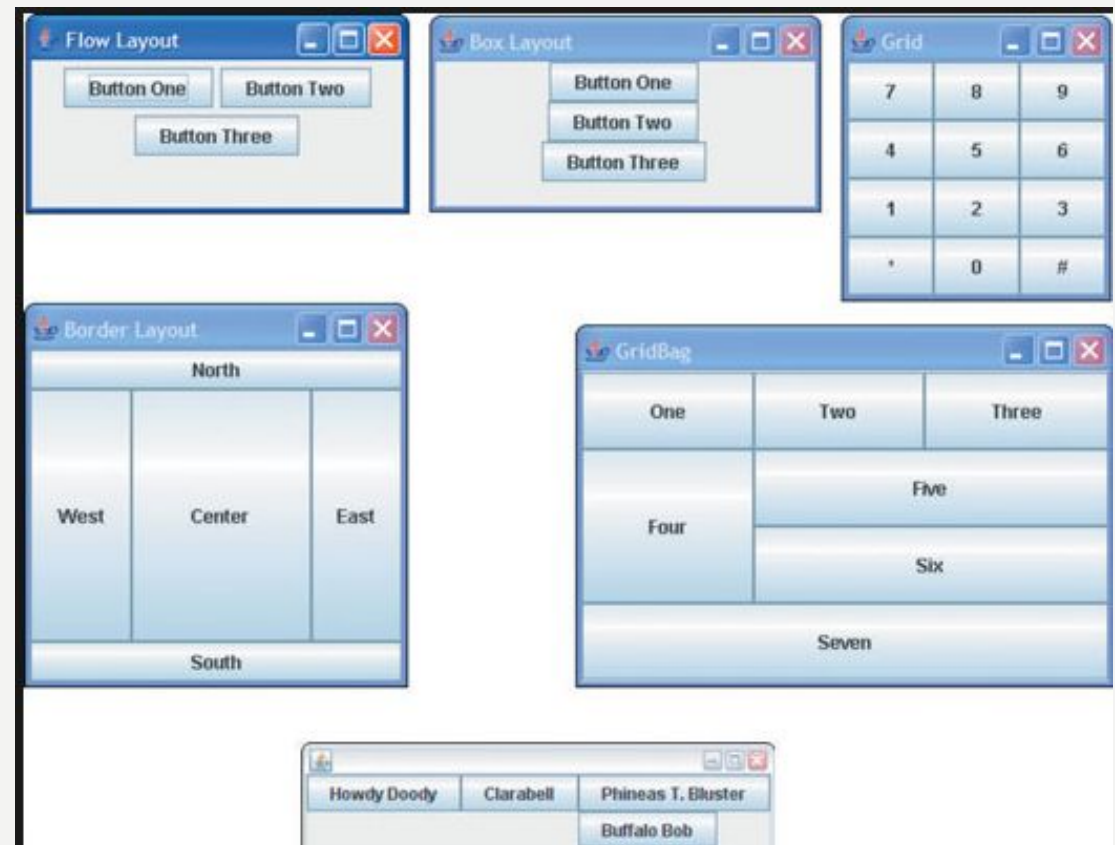 Flow Layout
Button One Button Two
Button Three
Box Layout
Button One
Button Two
Button Three
Grid
7 8 9
4 5 6
1 2 3
* 0 #
Border Layout
North
West Center East
South
GridBag
One Two Three
Four
Five
Six
Seven
Howdy Doody Clarabell Phineas T. Bluster
Buffalo Bob